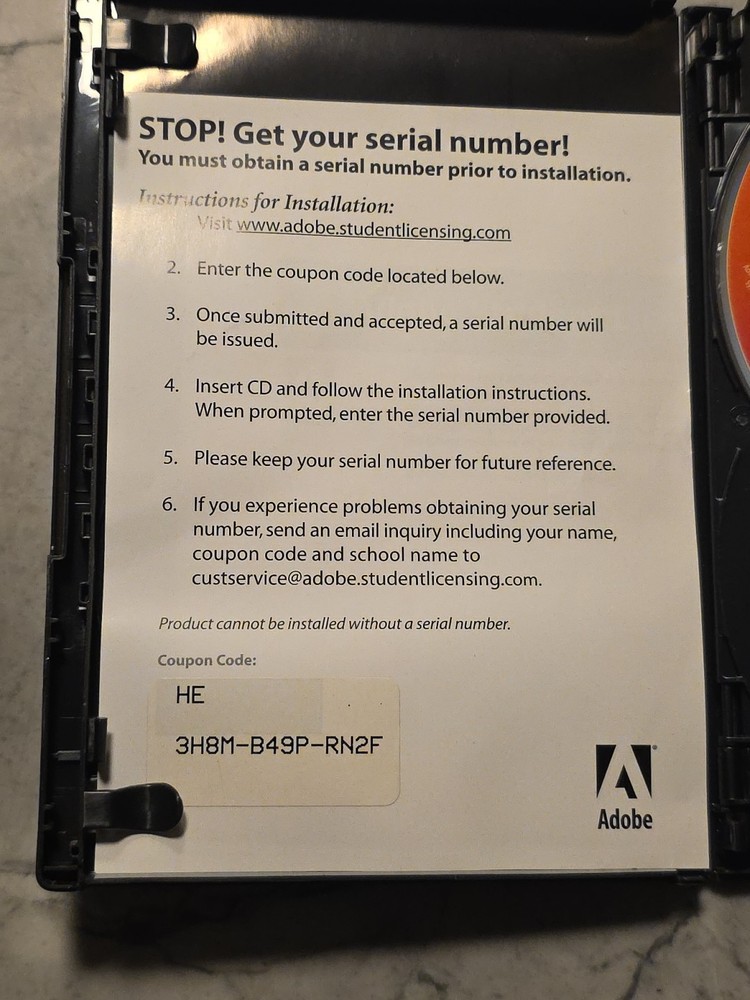 STOP! Get your serial number!
You must obtain a serial number prior to installation.
Instructions for Installation:
Visit www.adobe.studentlicensing.com
2. Enter the coupon code located below.
3. Once submitted and accepted, a serial number will
be issued.
4. Insert CD and follow the installation instructions.
When prompted, enter the serial number provided.
5. Please keep your serial number for future reference.
6. If you experience problems obtaining your serial
number, send an email inquiry including your name,
coupon code and school name to
custservice@adobe.studentlicensing.com.
Product cannot be installed without a serial number.
Coupon Code:
HE
3H8M-B49P-RN2F
Adobe